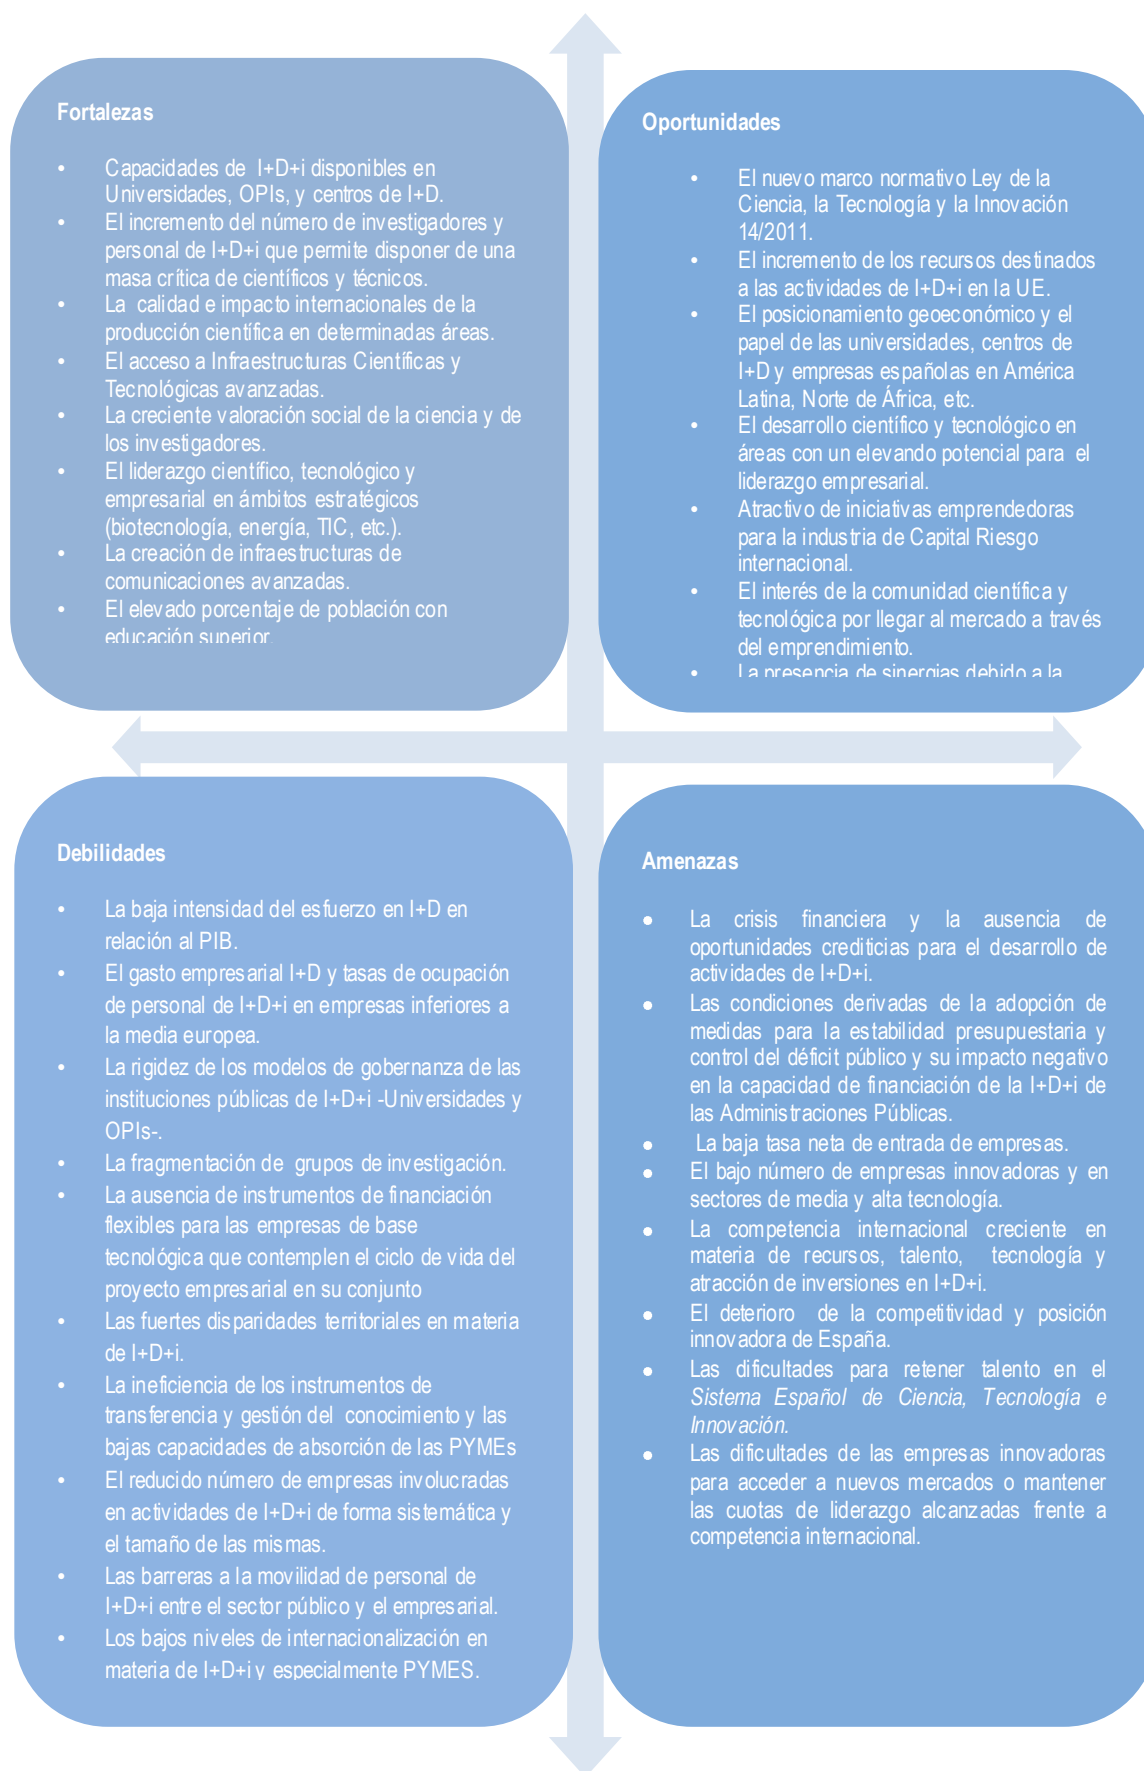 Fortalezas
• Capacidades de I+D+i disponibles en
Universidades, OPIs, y centros de I+D.
• El incremento del número de investigadores y
personal de I+D+i que permite disponer de una
masa crítica de científicos y técnicos.
• La calidad e impacto internacionales de la
producción científica en determinadas áreas.
• El acceso a Infraestructuras Científicas y
Tecnológicas avanzadas.
• La creciente valoración social de la ciencia y de
los investigadores.
• El liderazgo científico, tecnológico y
empresarial en ámbitos estratégicos
(biotecnología, energía, TIC, etc.).
• La creación de infraestructuras de
comunicaciones avanzadas.
• El elevado porcentaje de población con
educación superior
Oportunidades
• El nuevo marco normativo Ley de la
Ciencia, la Tecnología y la Innovación
14/2011.
• El incremento de los recursos destinados
a las actividades de I+D+i en la UE.
• El posicionamiento geoeconómico y el
papel de las universidades, centros de
I+D y empresas españolas en América
Latina, Norte de África, etc.
• El desarrollo científico y tecnológico en
áreas con un elevando potencial para el
liderazgo empresarial.
• Atractivo de iniciativas emprendedoras
para la industria de Capital Riesgo
internacional.
• El interés de la comunidad científica y
tecnológica por llegar al mercado a través
del emprendimiento.
• La presencia de sinergias debido a la
Debilidades
• La baja intensidad del esfuerzo en I+D en
relación al PIB.
• El gasto empresarial I+D y tasas de ocupación
de personal de I+D+i en empresas inferiores a
la media europea.
• La rigidez de los modelos de gobernanza de las
instituciones públicas de I+D+i -Universidades y
OPIs-.
• La fragmentación de grupos de investigación.
• La ausencia de instrumentos de financiación
flexibles para las empresas de base
tecnológica que contemplen el ciclo de vida del
proyecto empresarial en su conjunto
• Las fuertes disparidades territoriales en materia
de I+D+i.
• La ineficiencia de los instrumentos de
transferencia y gestión del conocimiento y las
bajas capacidades de absorción de las PYMEs
• El reducido número de empresas involucradas
en actividades de I+D+i de forma sistemática y
el tamaño de las mismas.
• Las barreras a la movilidad de personal de
I+D+i entre el sector público y el empresarial.
• Los bajos niveles de internacionalización en
materia de I+D+i y especialmente PYMES.
Amenazas
• La crisis financiera y la ausencia de
oportunidades crediticias para el desarrollo de
actividades de I+D+i.
• Las condiciones derivadas de la adopción de
medidas para la estabilidad presupuestaria y
control del déficit público y su impacto negativo
en la capacidad de financiación de la I+D+i de
las Administraciones Públicas.
• La baja tasa neta de entrada de empresas.
• El bajo número de empresas innovadoras y en
sectores de media y alta tecnología.
• La competencia internacional creciente en
materia de recursos, talento, tecnología y
atracción de inversiones en I+D+i.
• El deterioro de la competitividad y posición
innovadora de España.
• Las dificultades para retener talento en el
Sistema Español de Ciencia, Tecnología e
Innovación.
• Las dificultades de las empresas innovadoras
para acceder a nuevos mercados o mantener
las cuotas de liderazgo alcanzadas frente a
competencia internacional.